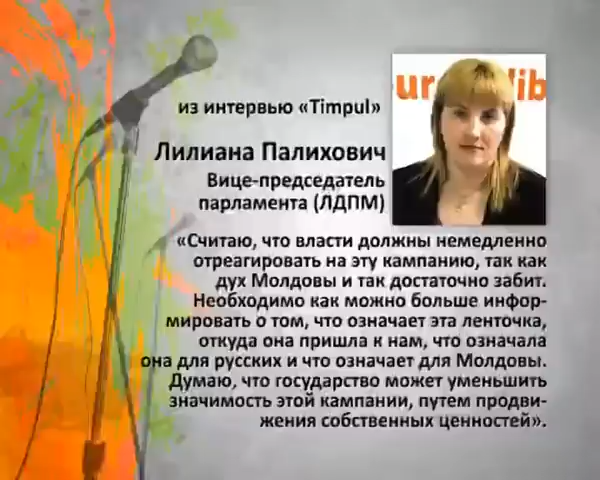 из интервью «Timpul»
Лилиана Палихович
Вице-председатель
парламента (ЛДПМ)
«Считаю, что власти должны немедленно
отреагировать на эту кампанию, так как
дух Молдовы и так достаточно забит.
Необходимо как можно больше инфор-
мировать о том, что означает эта ленточка,
откуда она пришла к нам, что означала
она для русских и что означает для Молдовы.
Думаю, что государство может уменьшить
значимость этой кампании, путем продви-
жения собственных ценностей».